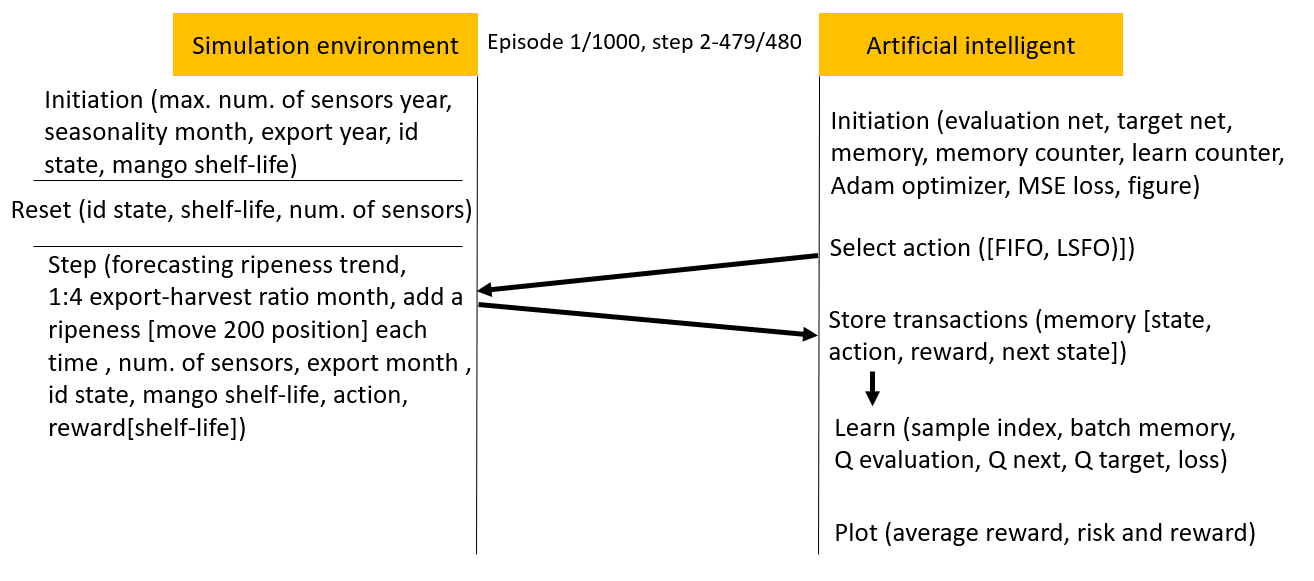 Simulation environment
Episode 1/1000, step 2-479/480
Artificial intelligent
Initiation (max. num. of sensors year,
seasonality month, export year, id
state, mango shelf-life)
Reset (id state, shelf-life, num. of sensors)
Step (forecasting ripeness trend,
1:4 export-harvest ratio month, add a
ripeness [move 200 position] each
time , num. of sensors, export month ,
id state, mango shelf-life, action,
reward[shelf-life])
Initiation (evaluation net, target net,
memory, memory counter, learn counter,
Adam optimizer, MSE loss, figure)
Select action ([FIFO, LSFO)])
Store transactions (memory [state,
action, reward, next state])
Learn (sample index, batch memory,
Q evaluation, Q next, Q target, loss)
Plot (average reward, risk and reward)